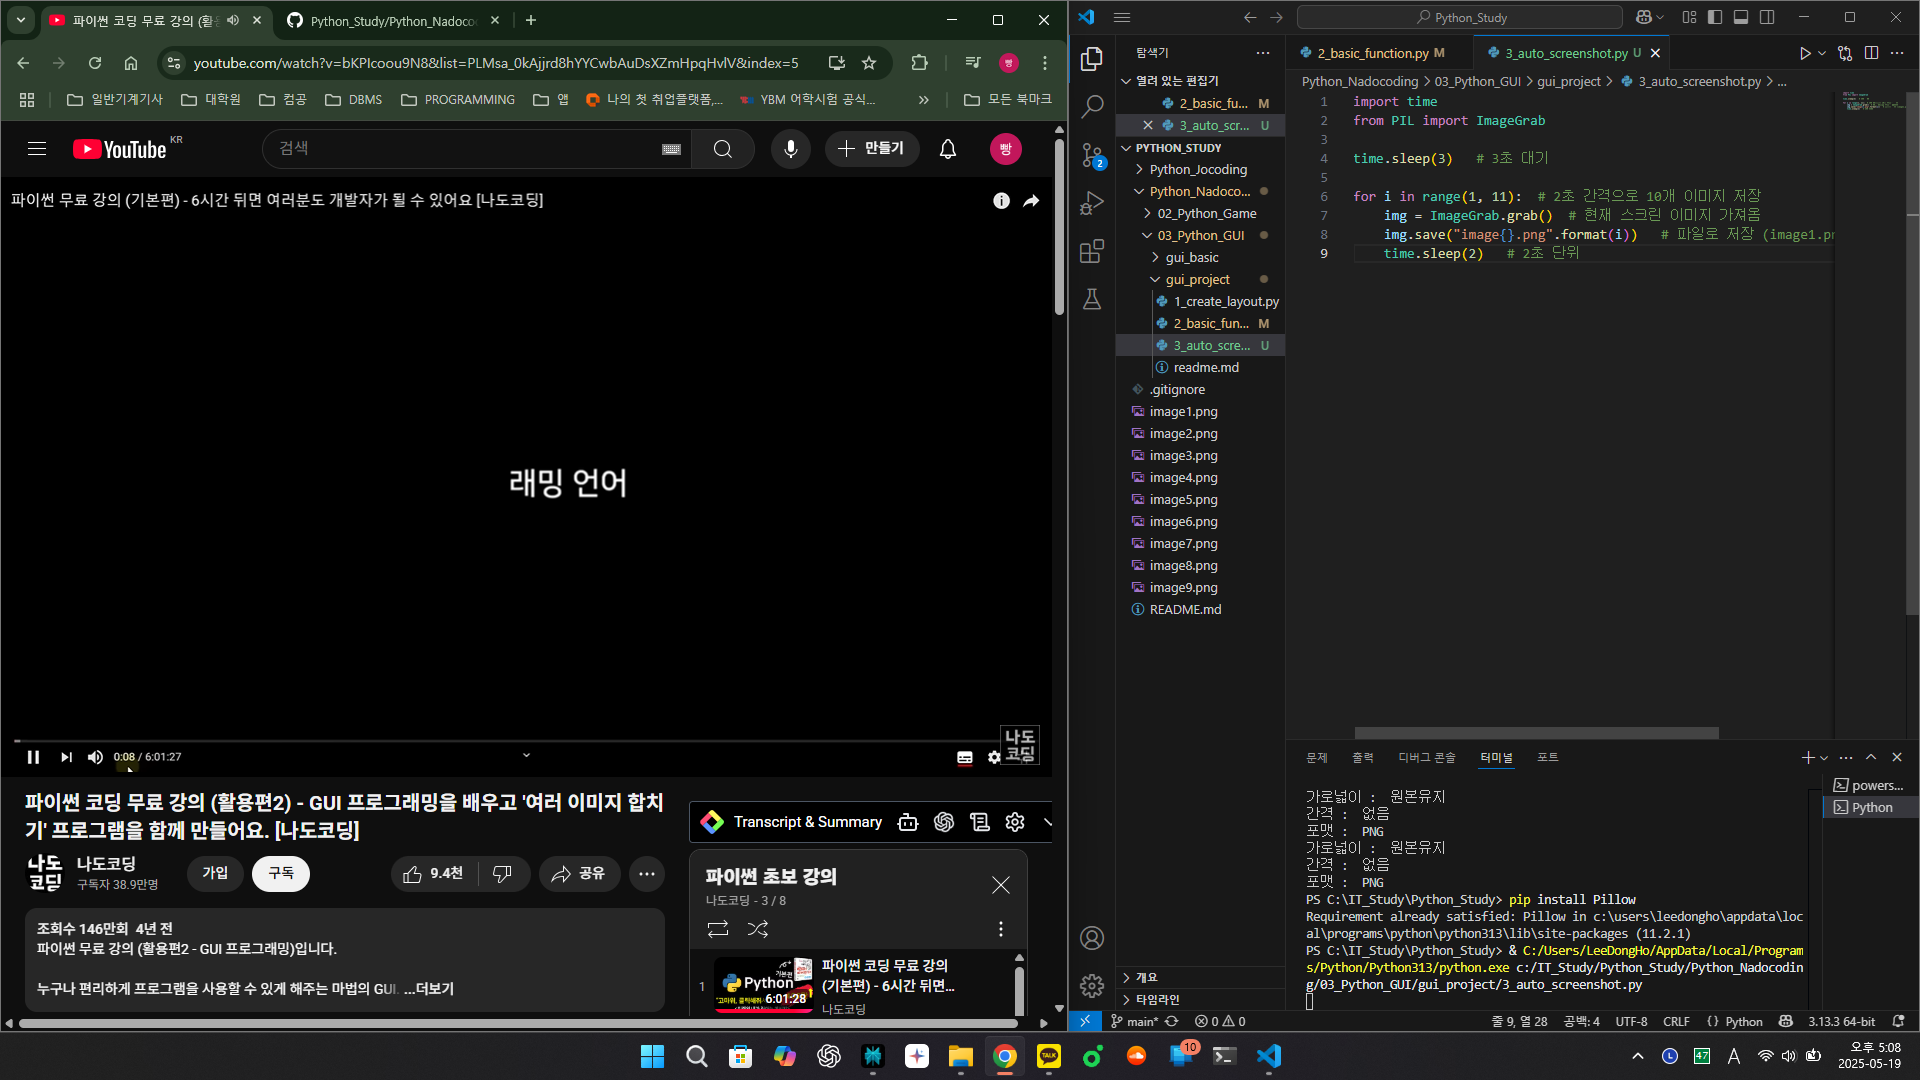 파이썬 코딩 무료 강의 (활
Python_Study/Python_Nadoco
youtube.com/watch?v=bKPIcoou9N8&list=PLMsa_0kAjjrd8hYYCwbAuDsXZmHpqHvlV&index=5
빵
일반기계기사
대학원
컴공
DBMS
PROGRAMMING
앱
나의 첫 취업플랫폼,...
YBM 어학시험 공식...
모든 북마크
YouTube KR
검색
만들기
빵
파이썬 무료 강의 (기본편) - 6시간 뒤면 여러분도 개발자가 될 수 있어요 [나도코딩]
래밍 언어
나도
코딩
0:08 / 6:01:27
파이썬 코딩 무료 강의 (활용편2) - GUI 프로그래밍을 배우고 '여러 이미지 합치
기' 프로그램을 함께 만들어요. [나도코딩]
나도
코딩
나도코딩
구독자 38.9만명
가입
구독
9.4천
공유
조회수 146만회 4년 전
파이썬 무료 강의 (활용편2 - GUI 프로그래밍)입니다.
누구나 편리하게 프로그램을 사용할 수 있게 해주는 마법의 GUI. ...더보기
Transcript & Summary
파이썬 초보 강의
나도코딩 - 3 / 8
1
기본편
Python
6:01:28
파이썬 코딩 무료 강의
(기본편) - 6시간 뒤면...
나도코딩
Python_Study
탐색기
열려 있는 편집기
2_basic_fu... M
3_auto_scr... U
PYTHON_STUDY
Python_Jocoding
Python_Nadoco...
02_Python_Game
03_Python_GUI
gui_basic
gui_project
1_create_layout.py
2_basic_fun... M
3_auto_scre... U
readme.md
.gitignore
image1.png
image2.png
image3.png
image4.png
image5.png
image6.png
image7.png
image8.png
image9.png
README.md
개요
타임라인
2
2_basic_function.py M
3_auto_screenshot.py U
Python_Nadocoding > 03_Python_GUI > gui_project > 3_auto_screenshot.py > ...
1 import time
2 from PIL import ImageGrab
3
4 time.sleep(3) # 3초 대기
5
6 for i in range(1, 11): # 2초 간격으로 10개 이미지 저장
7 img = ImageGrab.grab() # 현재 스크린 이미지 가져옴
8 img.save("image{}.png".format(i)) # 파일로 저장 (image1.pr
9 time.sleep(2) # 2초 단위
문제
출력
디버그 콘솔
터미널
포트
powers...
Python
가로넓이 : 원본유지
간격 : 없음
포맷 : PNG
가로넓이 : 원본유지
간격 : 없음
포맷 : PNG
PS C:\IT_Study\Python_Study> pip install Pillow
Requirement already satisfied: Pillow in c:\users\leedongho\appdata\loc
al\programs\python\python313\lib\site-packages (11.2.1)
PS C:\IT_Study\Python_Study> & C:/Users/LeeDongHo/AppData/Local/Program
s/Python/Python313/python.exe c:/IT_Study/Python_Study/Python_Nadocodin
g/03_Python_GUI/gui_project/3_auto_screenshot.py
main*
0
0
줄 9, 열 28
공백: 4
UTF-8
CRLF
{ } Python
3.13.3 64-bit
TALK
10
47
A
오후 5:08
2025-05-19